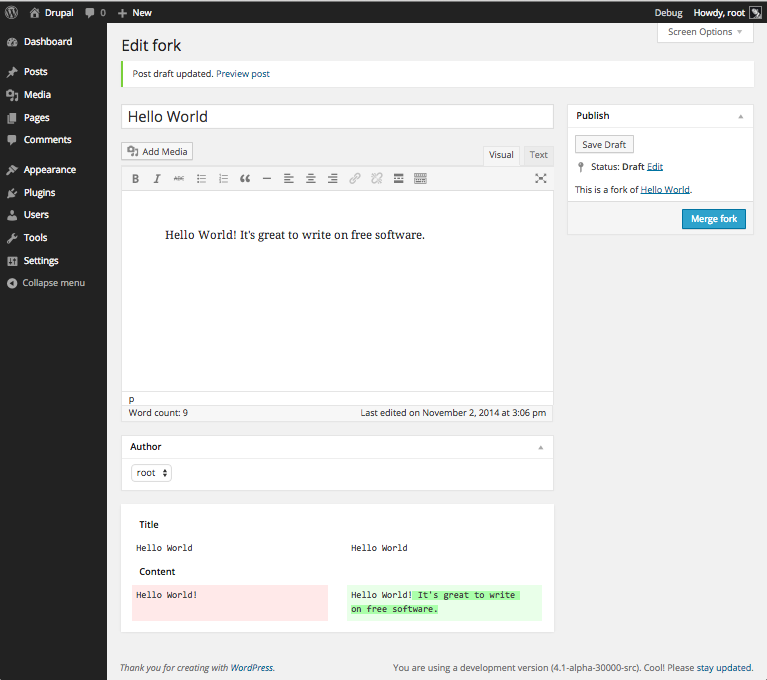 Drupal 0 New Debug Howdy, root
Dashboard
Posts
Media
Pages
Comments
Appearance
Plugins
Users
Tools
Settings
Collapse menu
Screen Options
Edit fork
Post draft updated. Preview post
Hello World
Add Media
Visual Text
B I ABC
Hello World! It's great to write on free software.
p
Word count: 9 Last edited on November 2, 2014 at 3:06 pm
Publish
Save Draft
Status: Draft Edit
This is a fork of Hello World.
Merge fork
Author
root
Title
Hello World Hello World
Content
Hello World! Hello World! It's great to write
on free software.
Thank you for creating with WordPress. You are using a development version (4.1-alpha-30000-src). Cool! Please stay updated.